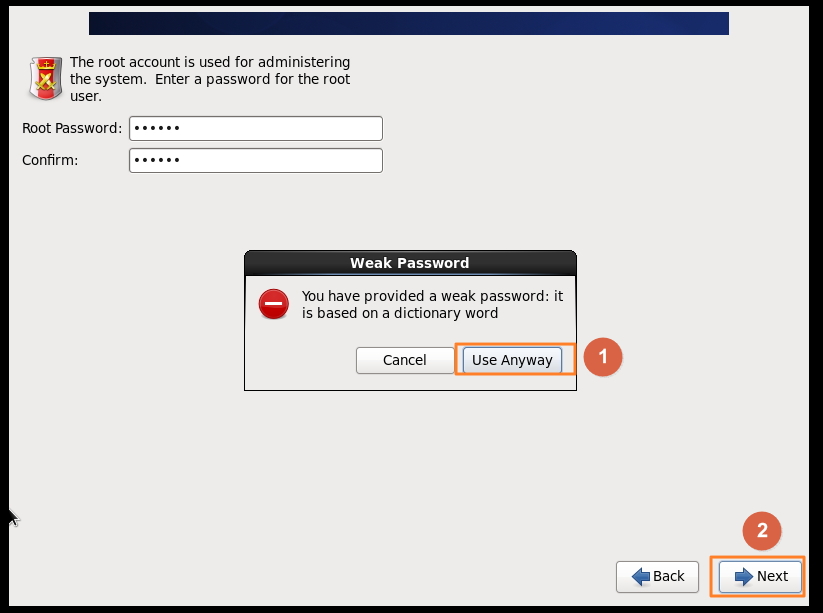 The root account is used for administering
the system.  Enter a password for the root
user.
Root Password: ••••••
Confirm: ••••••
Weak Password
You have provided a weak password: it
is based on a dictionary word
Cancel Use Anyway 1
2
Back Next